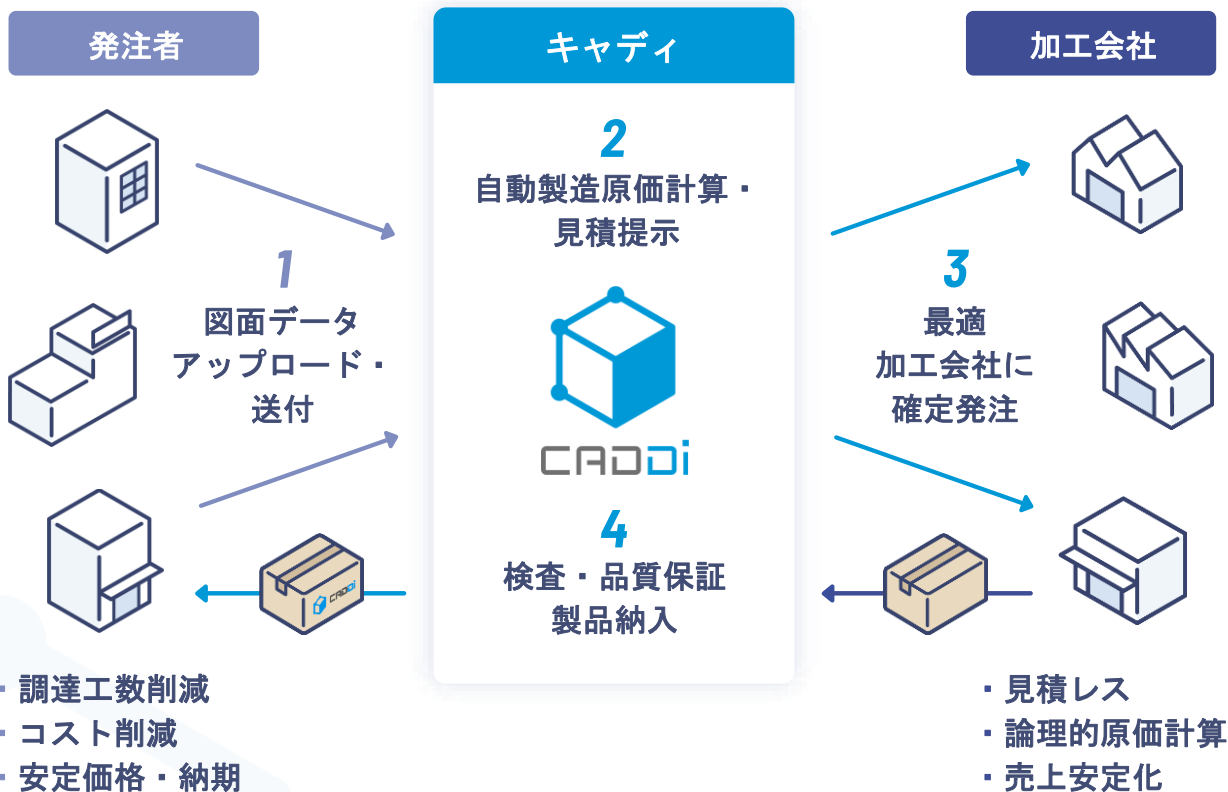 発注者
キャディ
加工会社
1
図面データ
アップロード・
送付
2
自動製造原価計算・
見積提示
CADDi
3
最適
加工会社に
確定発注
4
検査・品質保証
製品納入
CADDi
・調達工数削減
・コスト削減
・安定価格・納期
・見積レス
・論理的原価計算
・売上安定化